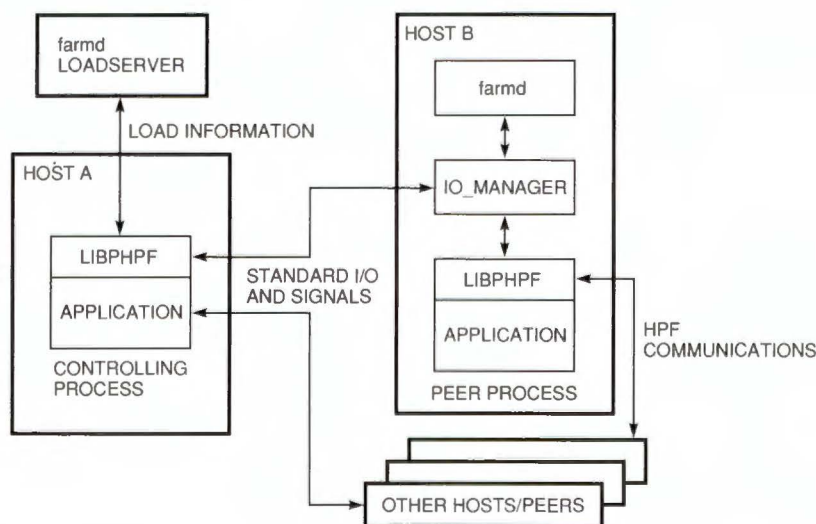 farmd
LOADSERVER
LOAD INFORMATION
HOST A
LIBPHPF
APPLICATION
CONTROLLING
PROCESS
STANDARD I/O
AND SIGNALS
HOST B
farmd
IO_MANAGER
LIBPHPF
APPLICATION
PEER PROCESS
HPF
COMMUNICATIONS
OTHER HOSTS/PEERS